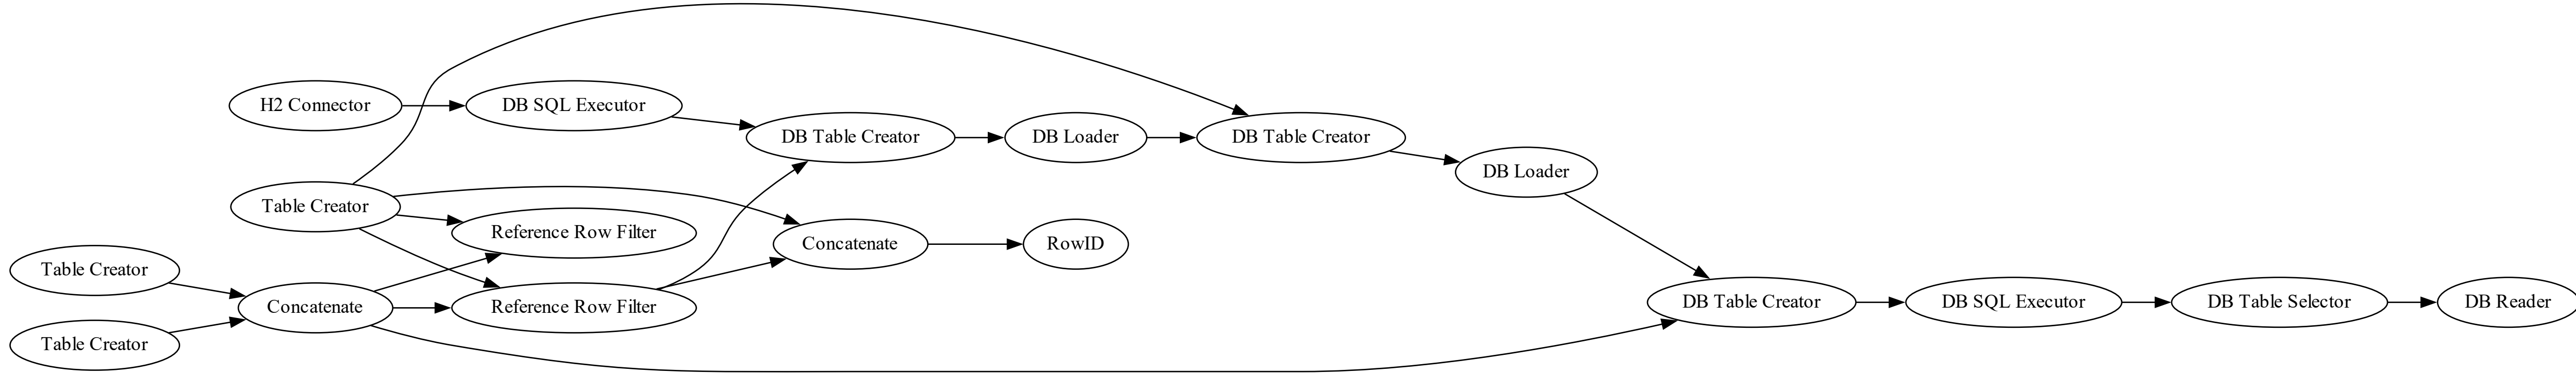 H2 Connector
DB SQL Executor
DB Table Creator
DB Loader
DB Table Creator
DB Loader
Table Creator
Reference Row Filter
Concatenate
RowID
Table Creator
Concatenate
Reference Row Filter
Table Creator
DB Table Creator
DB SQL Executor
DB Table Selector
DB Reader